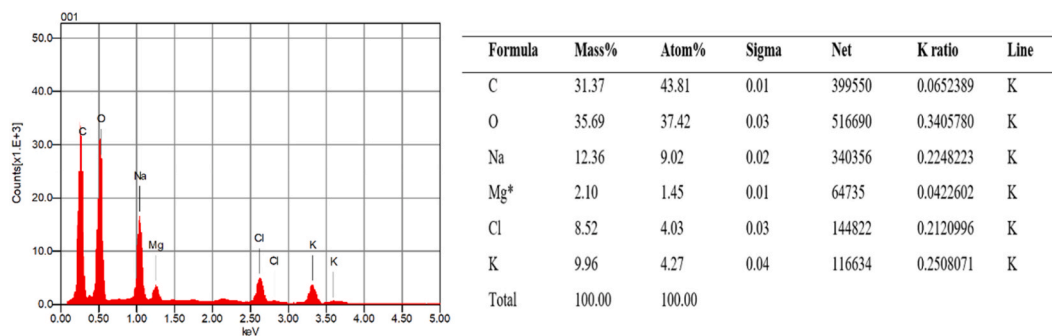 001
50.0
40.0
30.0
20.0
10.0
0.0
Counts[x1.E+3]
C
O
Na
Mg
Cl
Cl
K
K
0.00 0.50 1.00 1.50 2.00 2.50 3.00 3.50 4.00 4.50 5.00
keV
Formula Mass% Atom% Sigma Net K ratio Line
C 31.37 43.81 0.01 399550 0.0652389 K
O 35.69 37.42 0.03 516690 0.3405780 K
Na 12.36 9.02 0.02 340356 0.2248223 K
Mg* 2.10 1.45 0.01 64735 0.0422602 K
Cl 8.52 4.03 0.03 144822 0.2120996 K
K 9.96 4.27 0.04 116634 0.2508071 K
Total 100.00 100.00